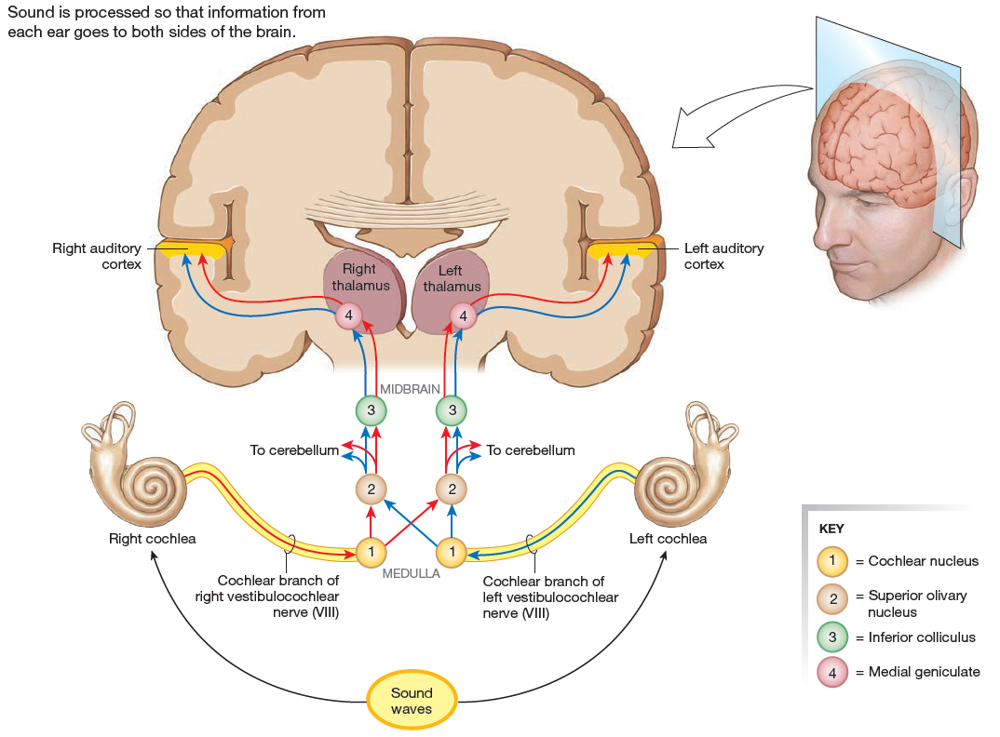 Sound is processed so that information from
each ear goes to both sides of the brain.
Right auditory
cortex
Right
thalamus
Left
thalamus
Left auditory
cortex
4
4
MIDBRAIN
3
3
To cerebellum
To cerebellum
2
2
Right cochlea
Left cochlea
1
1
MEDULLA
Cochlear branch of
right vestibulocochlear
nerve (VIII)
Cochlear branch of
left vestibulocochlear
nerve (VIII)
Sound
waves
KEY
1 = Cochlear nucleus
2 = Superior olivary
nucleus
3 = Inferior colliculus
4 = Medial geniculate